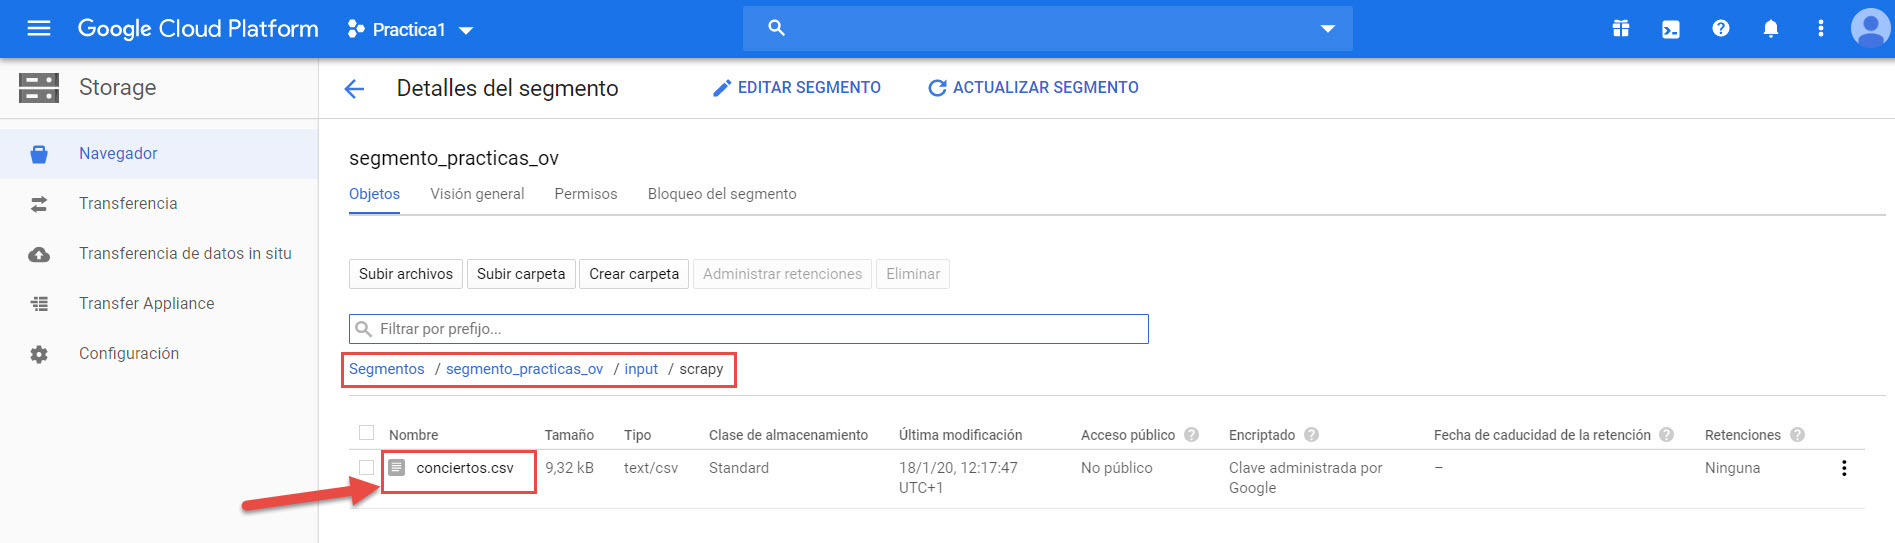 Google Cloud Platform Practica1
Storage
Detalles del segmento EDITAR SEGMENTO ACTUALIZAR SEGMENTO
Navegador
Transferencia
Transferencia de datos in situ
Transfer Appliance
Configuración
segmento_practicas_ov
Objetos Visión general Permisos Bloqueo del segmento
Subir archivos Subir carpeta Crear carpeta Administrar retenciones Eliminar
Filtrar por prefijo...
Segmentos / segmento_practicas_ov / input / scrapy
Nombre Tamaño Tipo Clase de almacenamiento Última modificación Acceso público Encriptado Fecha de caducidad de la retención Retenciones
conciertos.csv 9,32 kB text/csv Standard 18/1/20, 12:17:47 No público Clave administrada por – Ninguna
UTC+1 Google